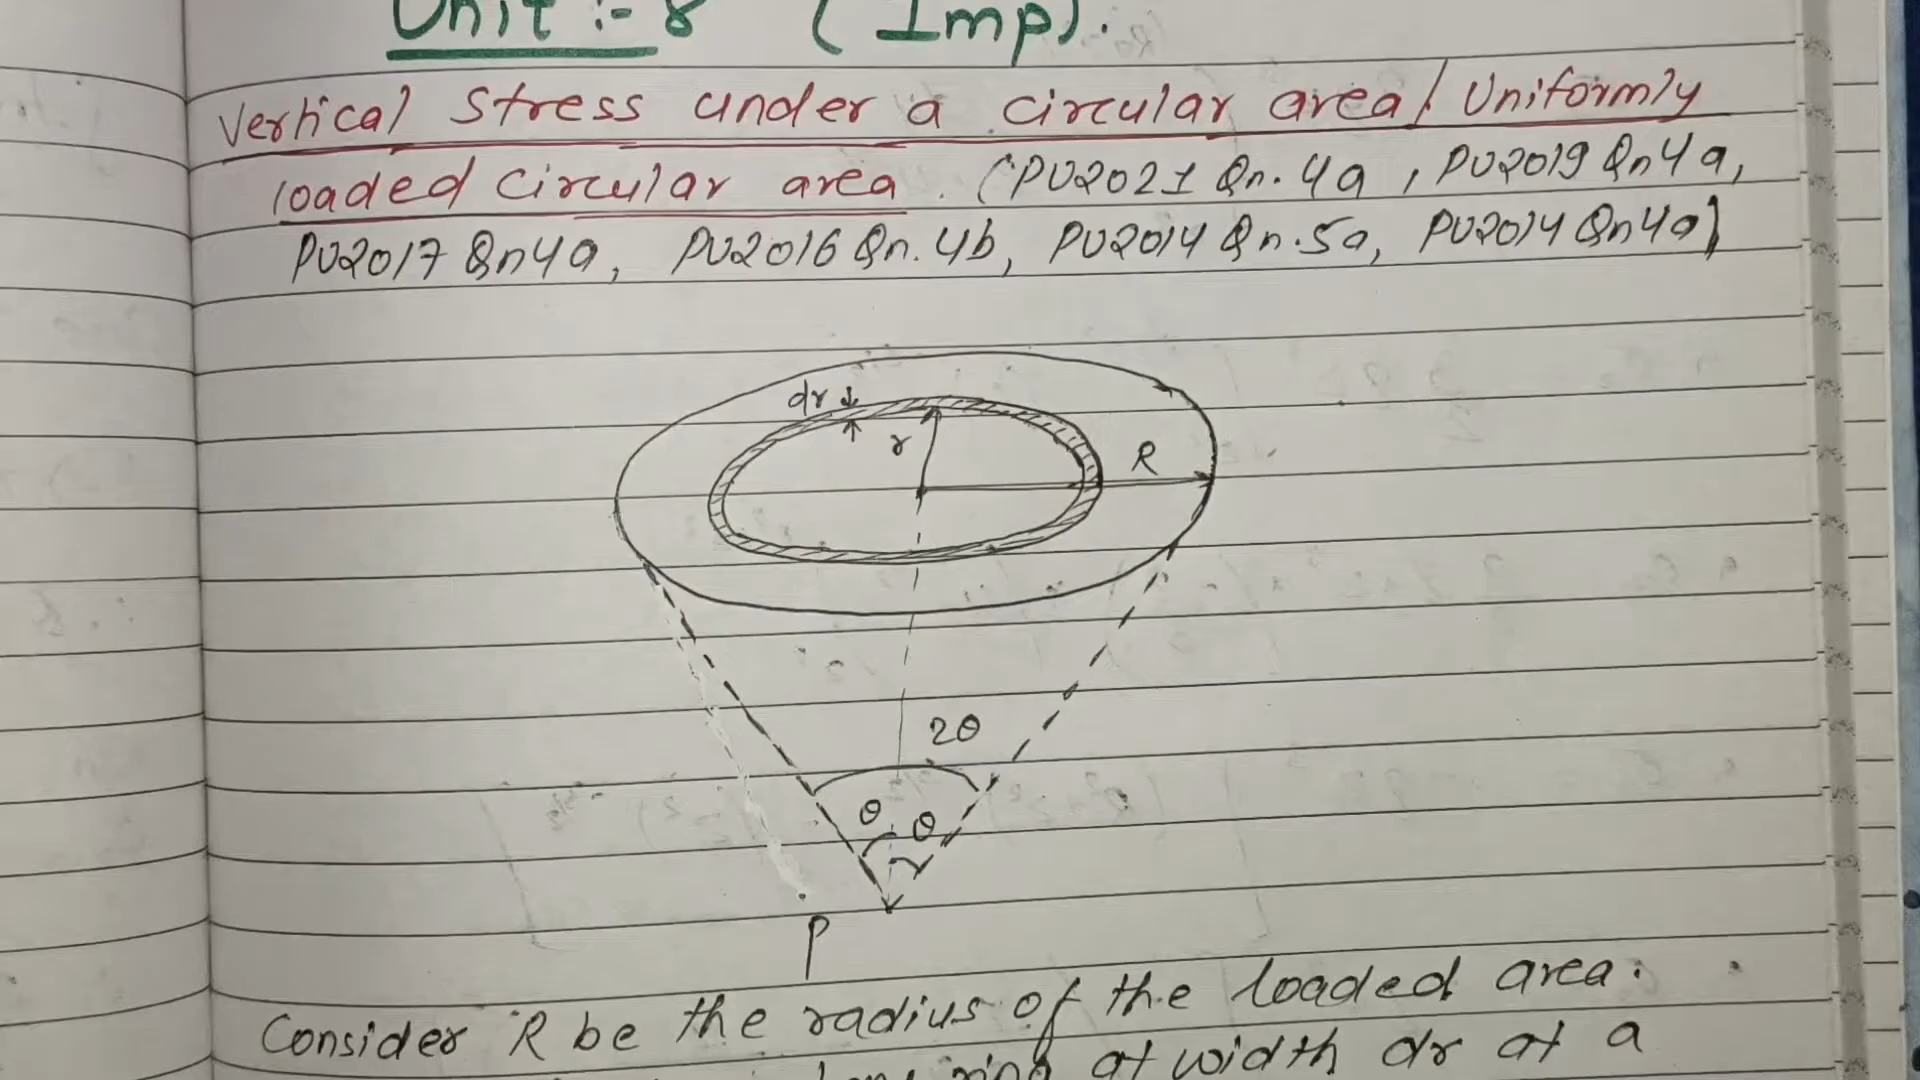 Unit :- 8 (Imp).
Vertical Stress under a circular area / Uniformly
loaded circular area. (PU2021 Qn. 4a, PU2019 Qn4a,
PU2017 Qn4a, PU2016 Qn. 4b, PU2014 Qn. 5a, PU2014 Qn4a)
dr
r
R
2θ
θ θ
P
Consider R be the radius of the loaded area.
ring at width dr at a